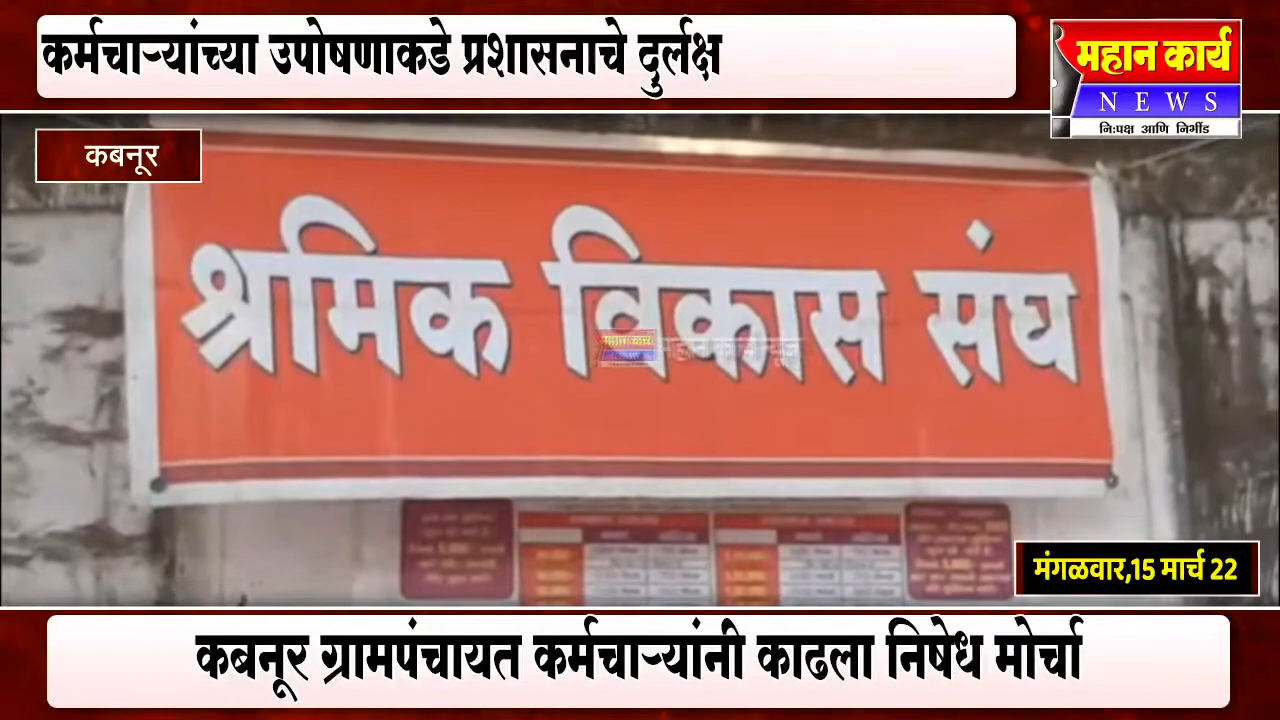 कर्मचाऱ्यांच्या उपोषणाकडे प्रशासनाचे दुर्लक्ष
महान कार्य
NEWS
नि:पक्ष आणि निर्भीड
कबनूर
श्रमिक विकास संघ
मंगळवार,15 मार्च 22
कबनूर ग्रामपंचायत कर्मचाऱ्यांनी काढला निषेध मोर्चा